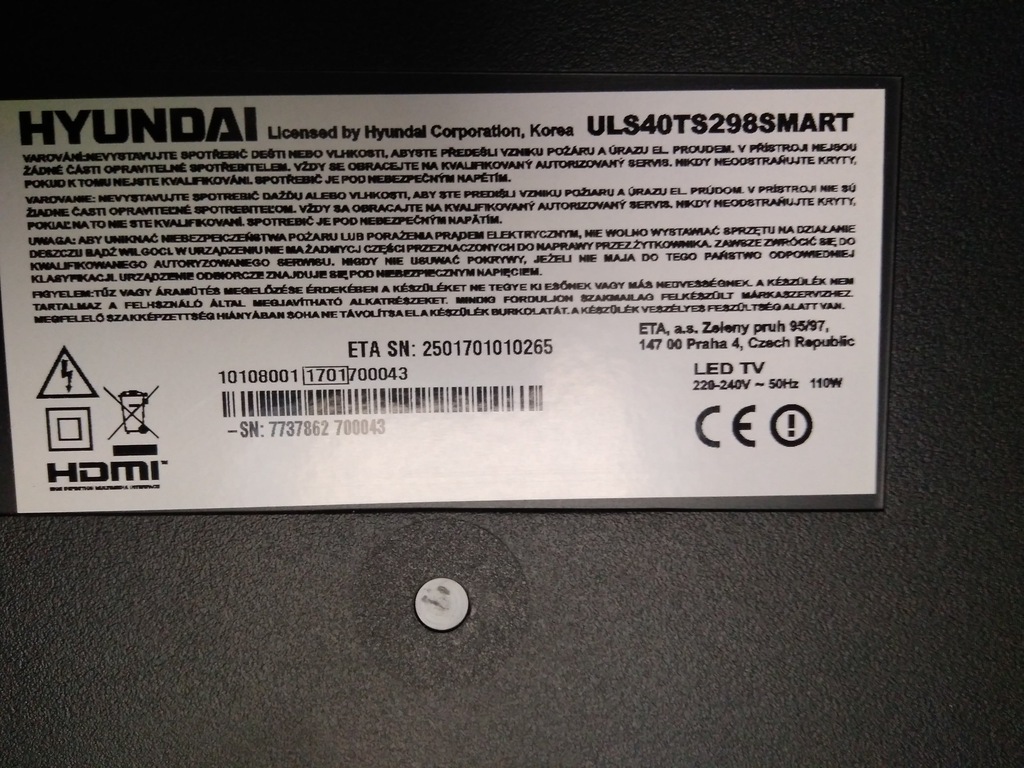 HYUNDAI Licensed by Hyundai Corporation, Korea ULS40TS298SMART
VAROVÁNÍ:NEVYSTAVUJTE SPOTŘEBIČ DEŠTI NEBO VLHKOSTI, ABYSTE PŘEDEŠLI VZNIKU POŽÁRU A ÚRAZU EL. PROUDEM. V PŘÍSTROJI NEJSOU
ŽÁDNÉ ČÁSTI OPRAVITELNÉ SPOTŘEBITELEM. VŽDY SE OBRACEJTE NA KVALIFIKOVANÝ AUTORIZOVANÝ SERVIS. NIKDY NEODSTRAŇUJTE KRYTY,
POKUD K TOMU NEJSTE KVALIFIKOVÁNI. SPOTŘEBIČ JE POD NEBEZPEČNÝM NAPĚTÍM.
VAROVANIE: NEVYSTAVUJTE SPOTREBIČ DAŽĎU ALEBO VLHKOSTI, ABY STE PREDIŠLI VZNIKU POŽIARU A ÚRAZU EL. PRÚDOM. V PRÍSTROJI NIE SÚ
ŽIADNE ČASTI OPRAVITEĽNÉ SPOTREBITEĽOM. VŽDY SA OBRACAJTE NA KVALIFIKOVANÝ AUTORIZOVANÝ SERVIS. NIKDY NEODSTRAŇUJTE KRYTY,
POKIAĽ NA TO NIE STE KVALIFIKOVANÍ. SPOTREBIČ JE POD NEBEZPEČNÝM NAPÄTÍM.
UWAGA: ABY UNIKNĄĆ NIEBEZPIECZEŃSTWA POŻARU LUB PORAŻENIA PRĄDEM ELEKTRYCZNYM, NIE WOLNO WYSTAWIAĆ SPRZĘTU NA DZIAŁANIE
DESZCZU BĄDŹ WILGOCI. W URZĄDZENIU NIE MA ŻADNYCJ CZĘŚCI PRZEZNACZONYCH DO NAPRAWY PRZEZ ŻYTKOWNIKA. ZAWSZE ZWRÓCIĆ SIĘ DO
KWALIFIKOWANEGO AUTORYZOWANEGO SERWISU. NIGDY NIE USUWAĆ POKRYWY, JEŻELI NIE MAJA DO TEGO PAŃSTWO ODPOWIEDNIEJ
KLASYFIKACJI. URZĄDZENIE ODBIORCZE ZNAJDUJE SIĘ POD NIEBEZPIECZNYM NAPIĘCIEM.
FIGYELEM:TŰZ VAGY ÁRAMÜTÉS MEGELŐZÉSE ÉRDEKÉBEN A KÉSZÜLÉKET NE TEGYE KI ESŐNEK VAGY MÁS NEDVESSÉGNEK. A KÉSZÜLÉK NEM
TARTALMAZ A FELHSZNÁLÓ ÁLTAL MEGJAVÍTHATÓ ALKATRÉSZEKET. MINDIG FORDULJON SZAKMAILAG FELKÉSZÜLT MÁRKASZERVIZHEZ.
MEGFELELŐ SZAKKÉPZETTSÉG HIÁNYÁBAN SOHA NE TÁVOLÍTSA EL A KÉSZÜLÉK BURKOLATÁT. A KÉSZÜLÉK VESZÉLYES FESZÜLTSÉG ALATT VAN.
ETA, a.s. Zeleny pruh 95/97,
147 00 Praha 4, Czech Republic
ETA SN: 2501701010265
10108001 1701 700043
-SN: 7737862 700043
LED TV
220-240V ~ 50Hz 110W
CE
HDMI™
HIGH DEFINITION MULTIMEDIA INTERFACE